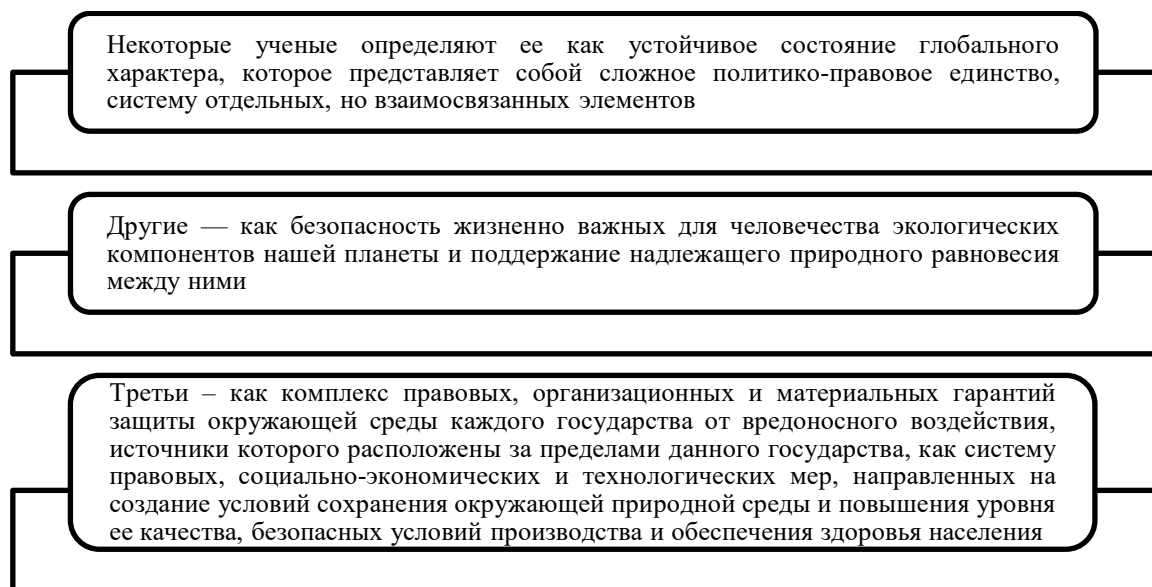 Некоторые ученые определяют ее как устойчивое состояние глобального
характера, которое представляет собой сложное политико-правовое единство,
систему отдельных, но взаимосвязанных элементов
Другие — как безопасность жизненно важных для человечества экологических
компонентов нашей планеты и поддержание надлежащего природного равновесия
между ними
Третьи – как комплекс правовых, организационных и материальных гарантий
защиты окружающей среды каждого государства от вредоносного воздействия,
источники которого расположены за пределами данного государства, как систему
правовых, социально-экономических и технологических мер, направленных на
создание условий сохранения окружающей природной среды и повышения уровня
ее качества, безопасных условий производства и обеспечения здоровья населения